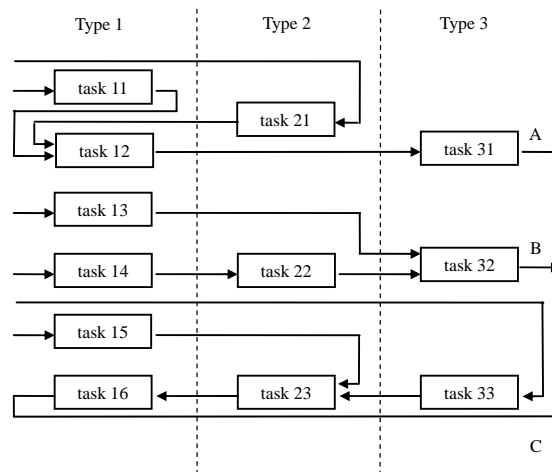 Type 1 Type 2 Type 3
task 11
task 21
A
task 12 task 31
task 13
B
task 14 task 22 task 32
task 15
task 16 task 23 task 33
C